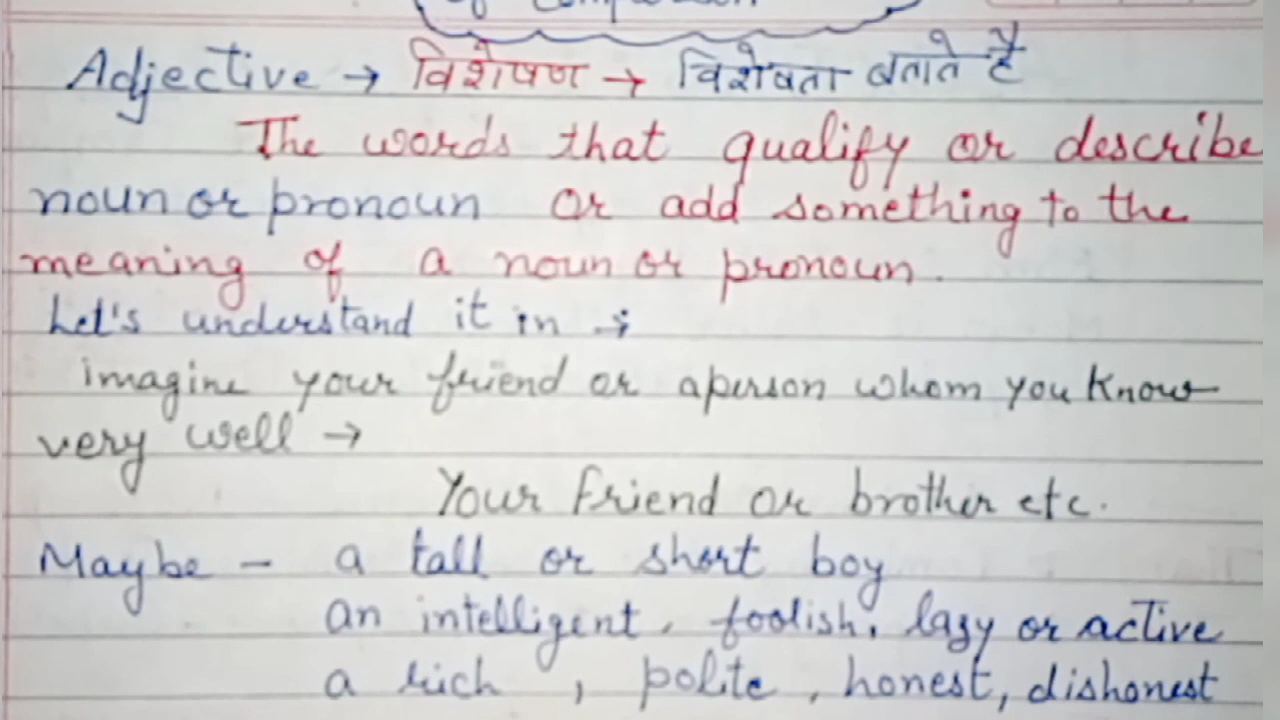 of Comparison
Adjective → विशेषण → विशेषता बताते है
The words that qualify or describe
noun or pronoun or add something to the
meaning of a noun or pronoun.
Let's understand it in →
imagine your friend or a person whom you know
very well →
Your friend or brother etc.
Maybe - a tall or short boy
an intelligent, foolish, lazy or active
a rich, polite, honest, dishonest